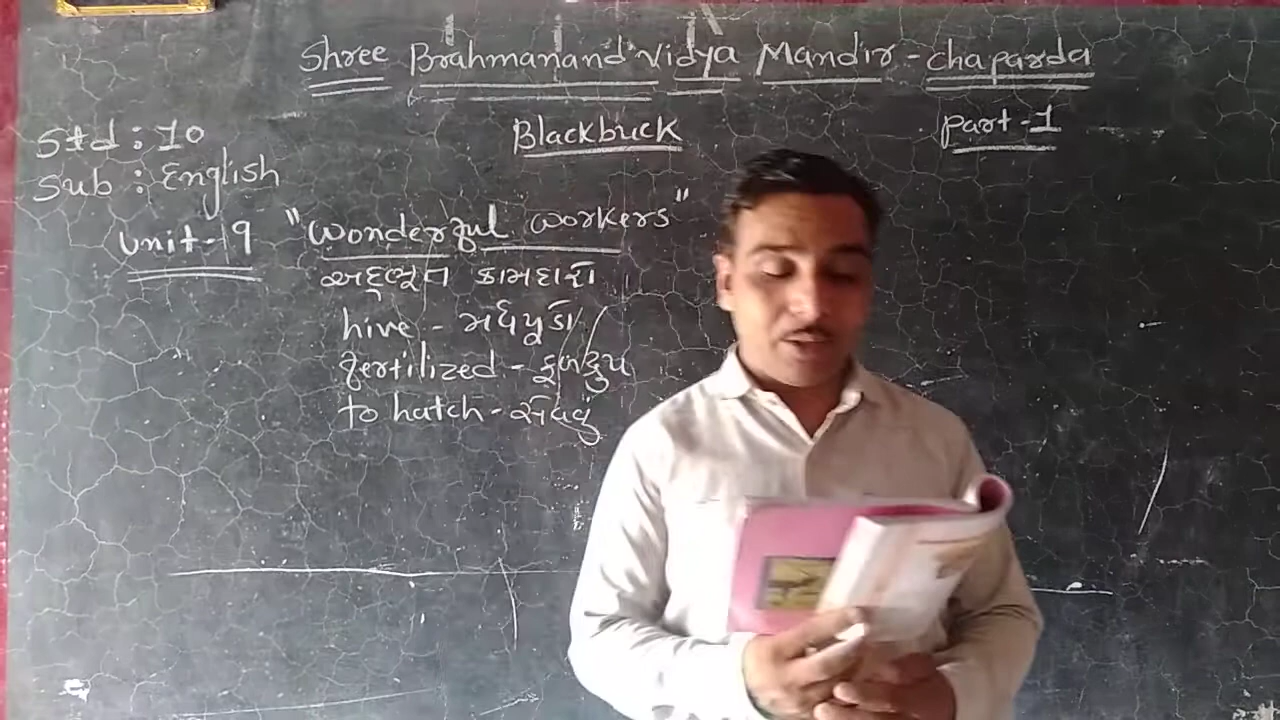 Shree Brahmanand Vidya Mandir - chaparda
Std : 10
Blackbuck
Part - 1
Sub : English
Unit - 9 "Wonderful workers"
અદ્ભૂત કામદારો
hive - મધપૂડો
fertilized - ફળદ્રુપ
to hatch - સેવવું